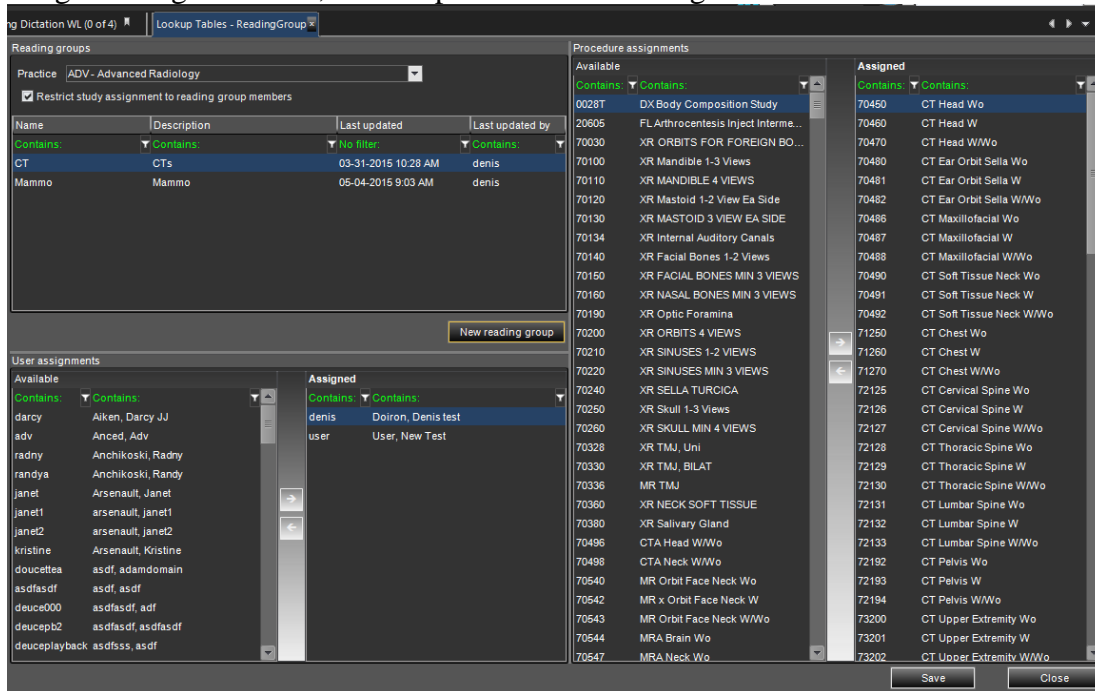 ng Dictation WL (0 of 4) Lookup Tables - ReadingGroup x
Reading groups
Practice ADV - Advanced Radiology
Restrict study assignment to reading group members
Name Description Last updated Last updated by
Contains: Contains: No filter: Contains:
CT CTs 03-31-2015 10:28 AM denis
Mammo Mammo 05-04-2015 9:03 AM denis
New reading group
User assignments
Available Assigned
Contains: Contains: Contains: Contains:
darcy Aiken, Darcy JJ denis Doiron, Denis test
adv Anced, Adv user User, New Test
radny Anchikoski, Radny
randya Anchikoski, Randy
janet Arsenault, Janet
janet1 arsenault, janet1
janet2 arsenault, janet2
kristine Arsenault, Kristine
doucettea asdf, adamdomain
asdfasdf asdf, asdf
deuce000 asdfasdf, adf
deucepb2 asdfasdf, asdfasdf
deuceplayback asdfsss, asdf
Procedure assignments
Available Assigned
Contains: Contains: Contains: Contains:
0028T DX Body Composition Study 70450 CT Head Wo
20605 FL Arthrocentesis Inject Interme... 70460 CT Head W
70030 XR ORBITS FOR FOREIGN BO... 70470 CT Head W/Wo
70100 XR Mandible 1-3 Views 70480 CT Ear Orbit Sella Wo
70110 XR MANDIBLE 4 VIEWS 70481 CT Ear Orbit Sella W
70120 XR Mastoid 1-2 View Ea Side 70482 CT Ear Orbit Sella W/Wo
70130 XR MASTOID 3 VIEW EA SIDE 70486 CT Maxillofacial Wo
70134 XR Internal Auditory Canals 70487 CT Maxillofacial W
70140 XR Facial Bones 1-2 Views 70488 CT Maxillofacial W/Wo
70150 XR FACIAL BONES MIN 3 VIEWS 70490 CT Soft Tissue Neck Wo
70160 XR NASAL BONES MIN 3 VIEWS 70491 CT Soft Tissue Neck W
70190 XR Optic Foramina 70492 CT Soft Tissue Neck W/Wo
70200 XR ORBITS 4 VIEWS 71250 CT Chest Wo
70210 XR SINUSES 1-2 VIEWS 71260 CT Chest W
70220 XR SINUSES MIN 3 VIEWS 71270 CT Chest W/Wo
70240 XR SELLA TURCICA 72125 CT Cervical Spine Wo
70250 XR Skull 1-3 Views 72126 CT Cervical Spine W
70260 XR SKULL MIN 4 VIEWS 72127 CT Cervical Spine W/Wo
70328 XR TMJ, Uni 72128 CT Thoracic Spine Wo
70330 XR TMJ, BILAT 72129 CT Thoracic Spine W
70336 MR TMJ 72130 CT Thoracic Spine W/Wo
70360 XR NECK SOFT TISSUE 72131 CT Lumbar Spine Wo
70380 XR Salivary Gland 72132 CT Lumbar Spine W
70496 CTA Head W/Wo 72133 CT Lumbar Spine W/Wo
70498 CTA Neck W/Wo 72192 CT Pelvis Wo
70540 MR Orbit Face Neck Wo 72193 CT Pelvis W
70542 MR x Orbit Face Neck W 72194 CT Pelvis W/Wo
70543 MR Orbit Face Neck W/Wo 73200 CT Upper Extremity Wo
70544 MRA Brain Wo 73201 CT Upper Extremity W
70547 MRA Neck Wo 73202 CT Upper Extremity W/Wo
Save Close